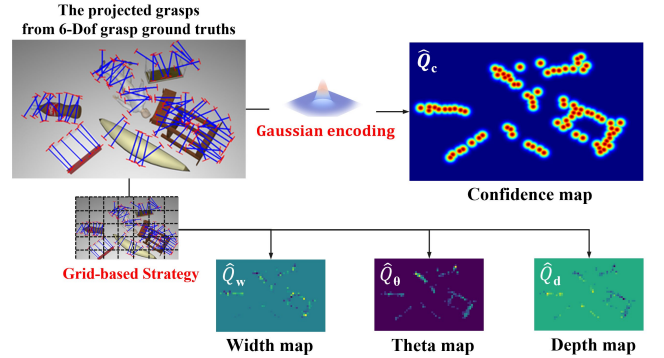 The projected grasps
from 6-Dof grasp ground truths
Gaussian encoding
Q̂c
Confidence map
Grid-based Strategy
Q̂w
Q̂θ
Q̂d
Width map
Theta map
Depth map